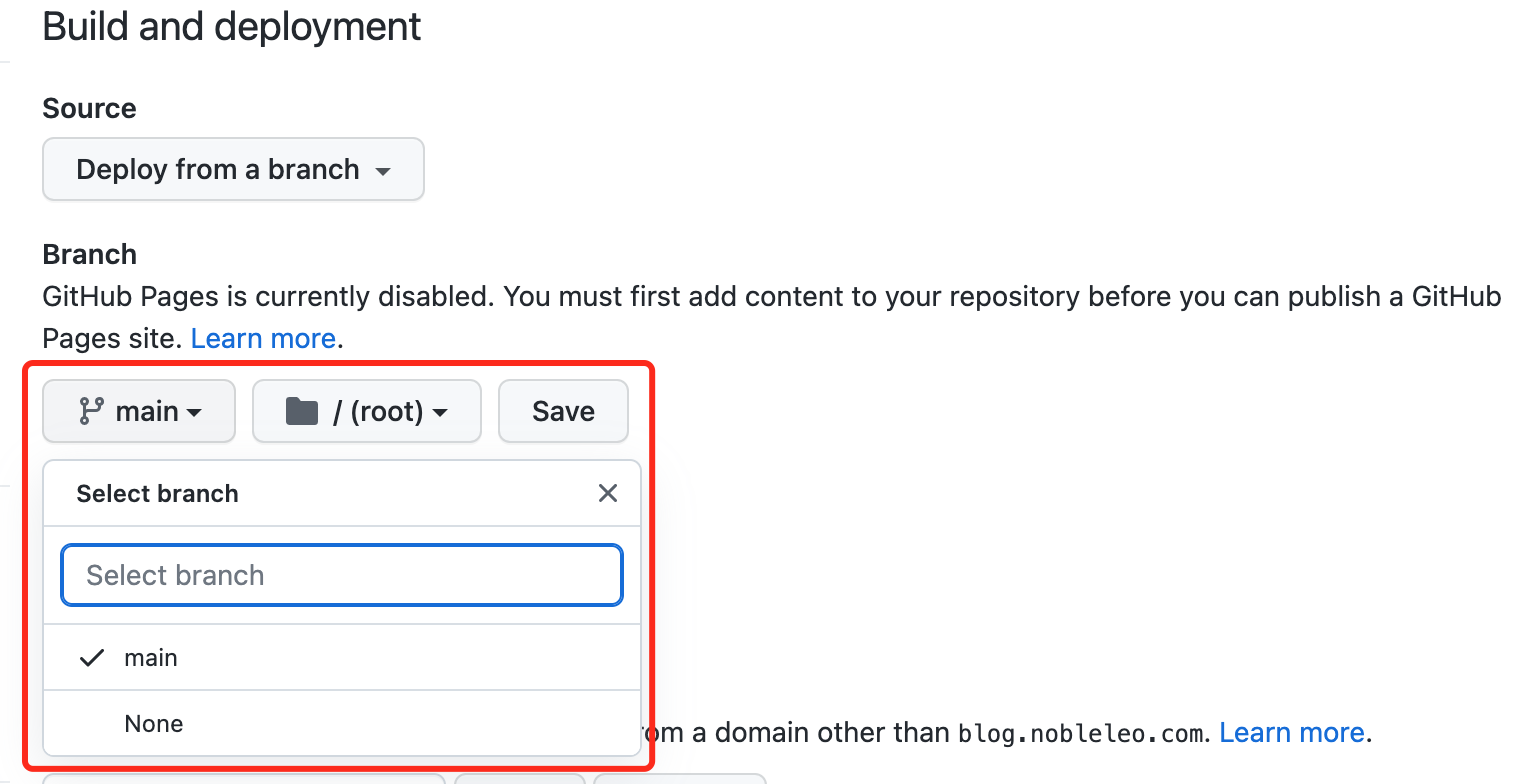 Build and deployment
Source
Deploy from a branch
Branch
GitHub Pages is currently disabled. You must first add content to your repository before you can publish a GitHub
Pages site. Learn more.
main / (root) Save
Select branch
Select branch
main
None
a domain other than blog.nobleleo.com. Learn more.